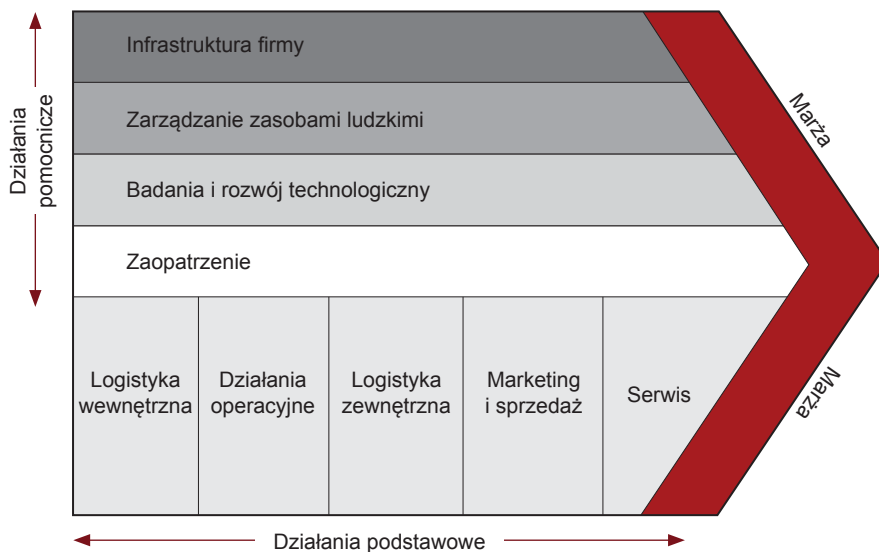 Działania
pomocnicze
Infrastruktura firmy
Zarządzanie zasobami ludzkimi
Badania i rozwój technologiczny
Zaopatrzenie
Marża
Logistyka
wewnętrzna
Działania
operacyjne
Logistyka
zewnętrzna
Marketing
i sprzedaż
Serwis
Marża
Działania podstawowe